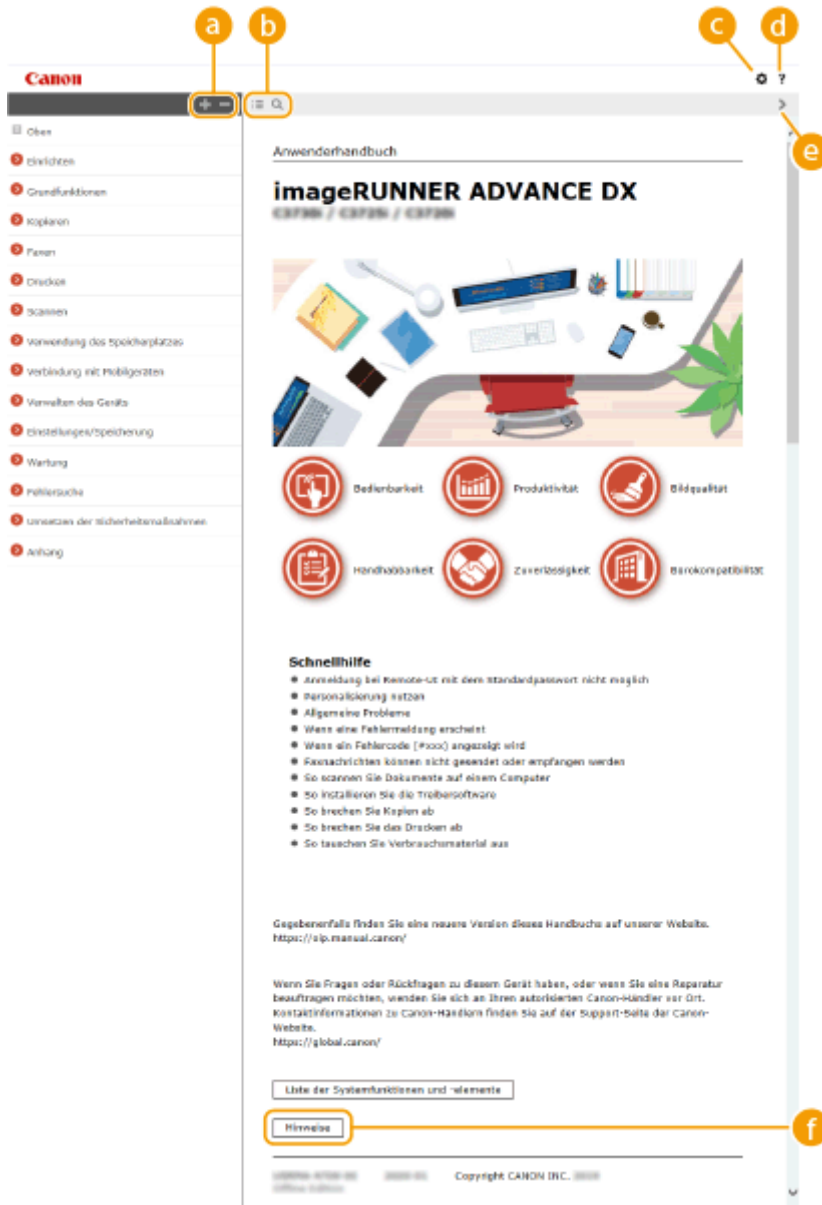 a
b
c
d
Canon
?
e
Oben
Einrichten
Grundfunktionen
Kopieren
Faxen
Drucken
Scannen
Verwendung des Speicherplatzes
Verbindung mit Mobilgeräten
Verwalten des Geräts
Einstellungen/Speicherung
Wartung
Fehlersuche
Umsetzen der Sicherheitsmaßnahmen
Anhang
Anwenderhandbuch
imageRUNNER ADVANCE DX
C3730i / C3725i / C3720i
Bedienbarkeit
Produktivität
Bildqualität
Handhabbarkeit
Zuverlässigkeit
Bürokompatibilität
Schnellhilfe
Anmeldung bei Remote-UI mit dem Standardpasswort nicht möglich
Personalisierung nutzen
Allgemeine Probleme
Wenn eine Fehlermeldung erscheint
Wenn ein Fehlercode (#xxx) angezeigt wird
Faxnachrichten können nicht gesendet oder empfangen werden
So scannen Sie Dokumente auf einem Computer
So installieren Sie die Treibersoftware
So brechen Sie Kopien ab
So brechen Sie das Drucken ab
So tauschen Sie Verbrauchsmaterial aus
Gegebenenfalls finden Sie eine neuere Version dieses Handbuchs auf unserer Website.
https://oip.manual.canon/
Wenn Sie Fragen oder Rückfragen zu diesem Gerät haben, oder wenn Sie eine Reparatur
beauftragen möchten, wenden Sie sich an Ihren autorisierten Canon-Händler vor Ort.
Kontaktinformationen zu Canon-Händlern finden Sie auf der Support-Seite der Canon-
Website.
https://global.canon/
Liste der Systemfunktionen und -elemente
Hinweise
f
Copyright CANON INC.